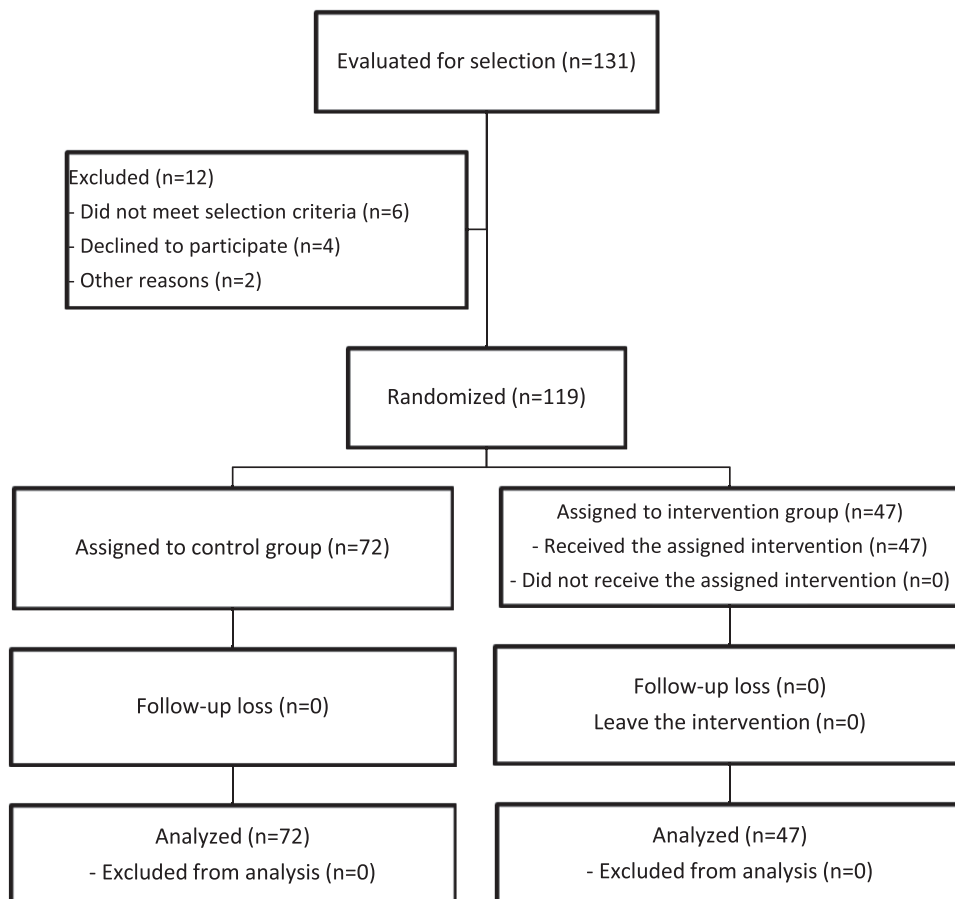 Evaluated for selection (n=131)
Excluded (n=12)
- Did not meet selection criteria (n=6)
- Declined to participate (n=4)
- Other reasons (n=2)
Randomized (n=119)
Assigned to control group (n=72)
Assigned to intervention group (n=47)
- Received the assigned intervention (n=47)
- Did not receive the assigned intervention (n=0)
Follow-up loss (n=0)
Follow-up loss (n=0)
Leave the intervention (n=0)
Analyzed (n=72)
- Excluded from analysis (n=0)
Analyzed (n=47)
- Excluded from analysis (n=0)